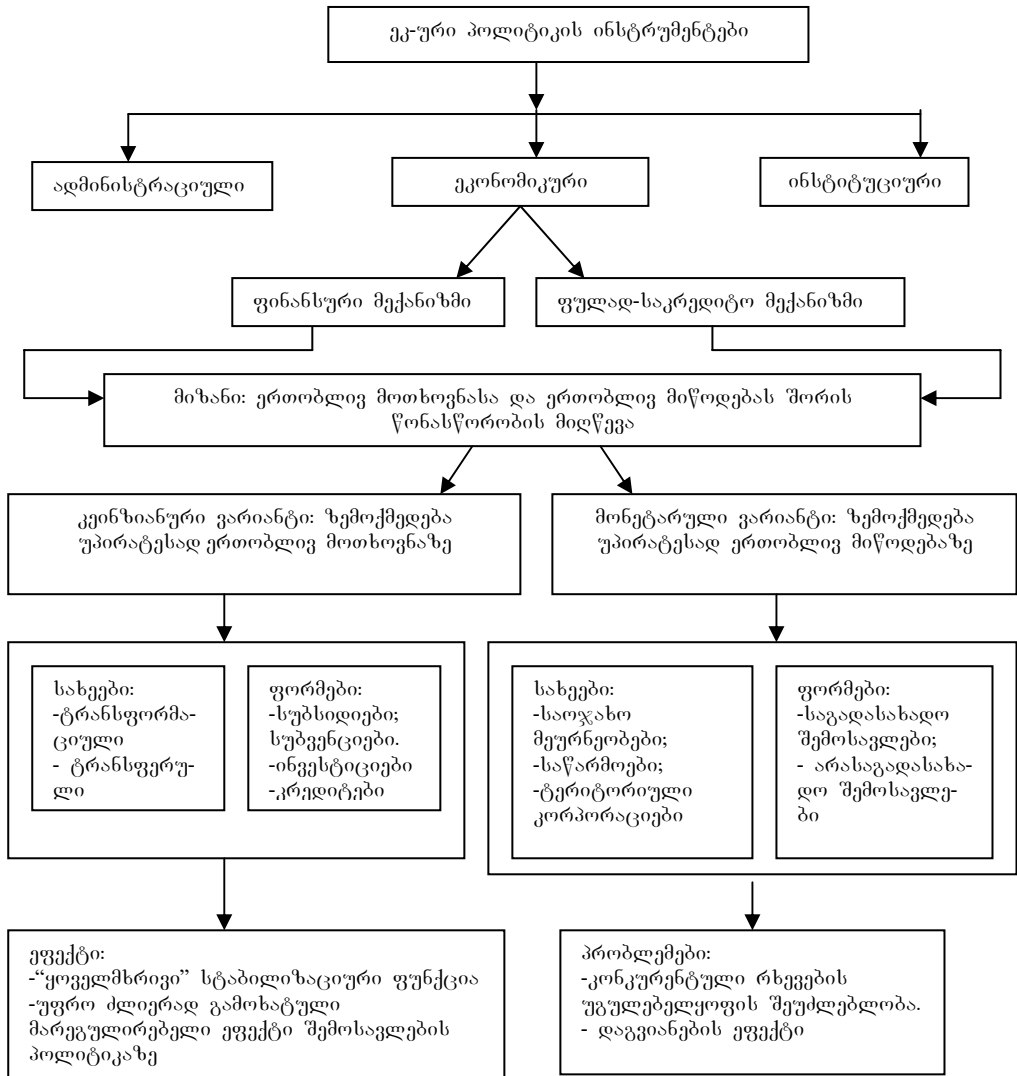 ეკ-ური პოლიტიკის ინსტრუმენტები
ადმინისტრაციული
ეკონომიკური
ინსტიტუციური
ფინანსური მექანიზმი
ფულად-საკრედიტო მექანიზმი
მიზანი: ერთობლივ მოთხოვნასა და ერთობლივ მიწოდებას შორის
წონასწორობის მიღწევა
კეინზიანური ვარიანტი: ზემოქმედება
უპირატესად ერთობლივ მოთხოვნაზე
მონეტარული ვარიანტი: ზემოქმედება
უპირატესად ერთობლივ მიწოდებაზე
სახეები:
-ტრანსფორმა-
ციული
- ტრანსფერუ-
ლი
ფორმები:
-სუბსიდიები;
სუბვენციები.
-ინვესტიციები
-კრედიტები
სახეები:
-საოჯახო
მეურნეობები;
-საწარმოები;
-ტერიტორიული
კორპორაციები
ფორმები:
-საგადასახადო
შემოსავლები;
- არასაგადასახა-
დო შემოსავლე-
ბი
ეფექტი:
-“ყოველმხრივი” სტაბილიზაციური ფუნქცია
-უფრო ძლიერად გამოხატული
მარეგულირებელი ეფექტი შემოსავლების
პოლიტიკაზე
პრობლემები:
-კონკურენტული რხევების
უგულებელყოფის შეუძლებლობა.
- დაგვიანების ეფექტი